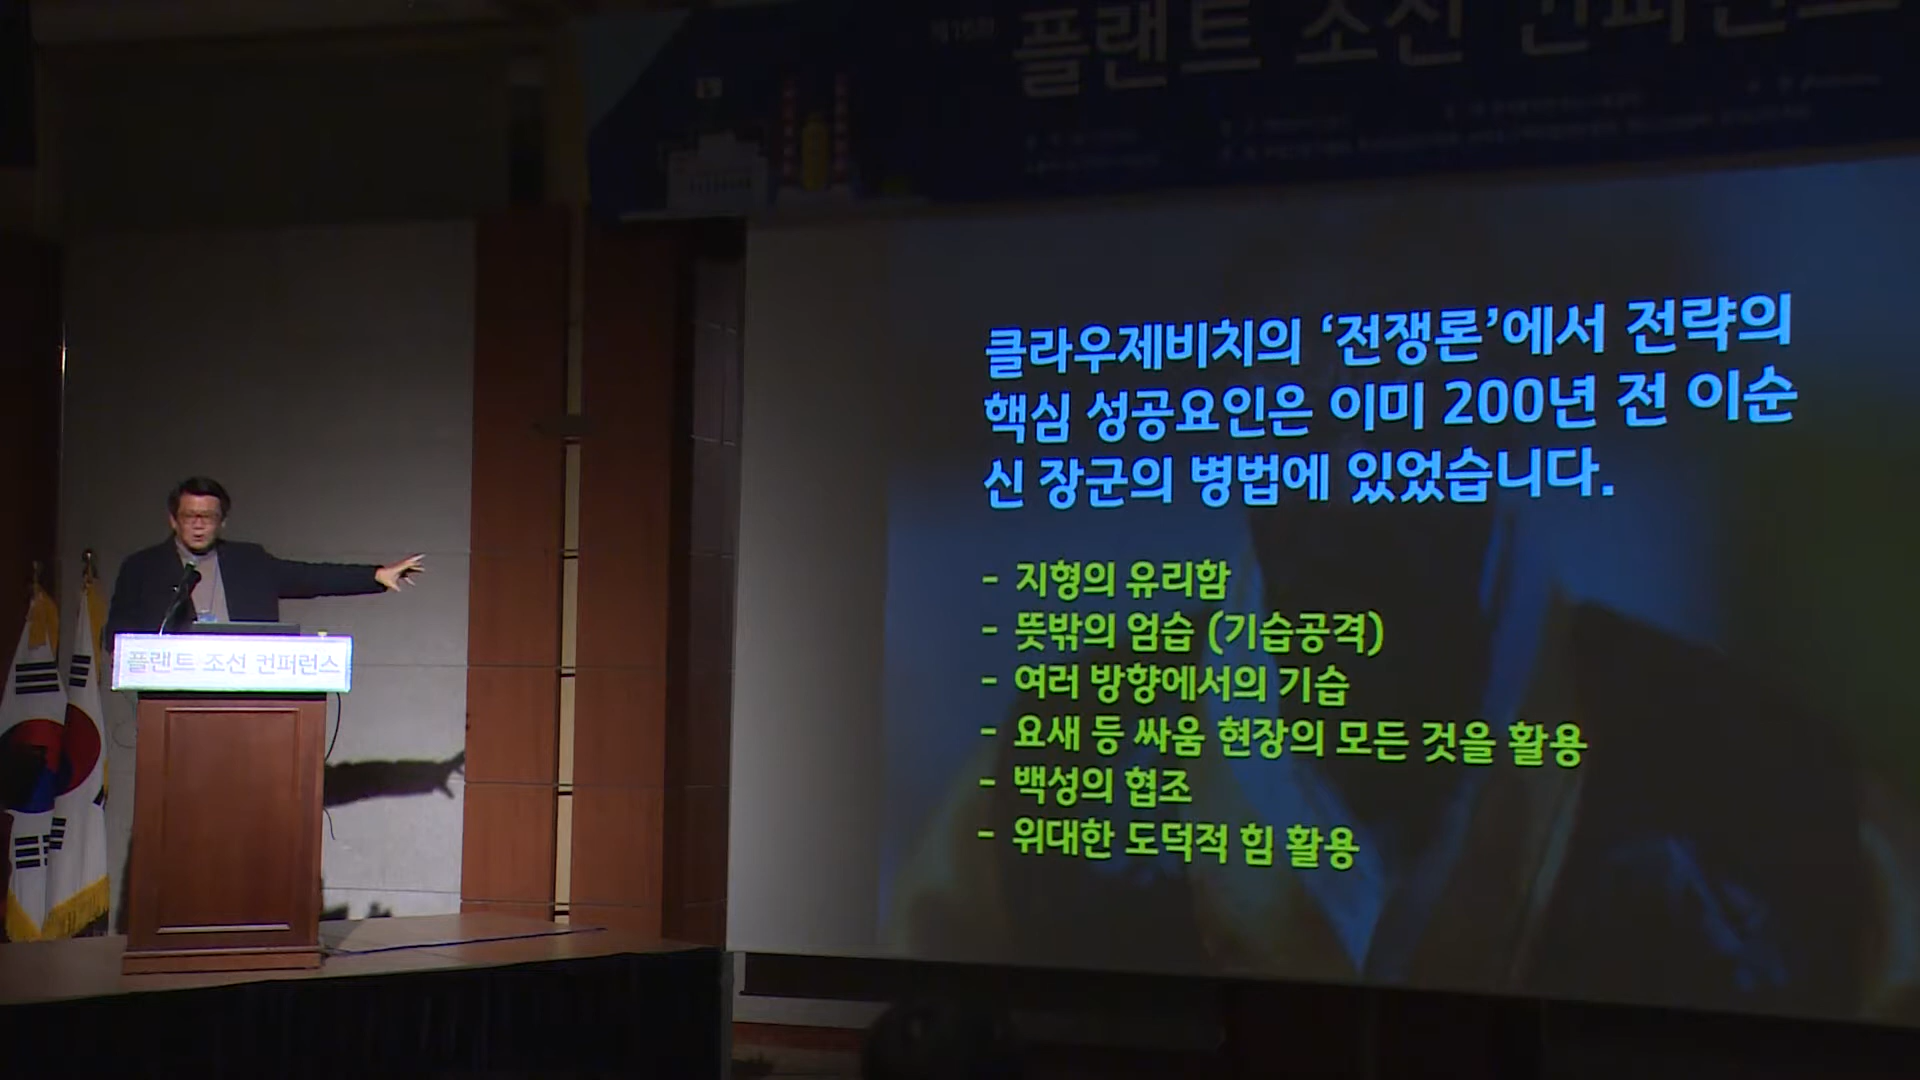 플랜트 조선 컨퍼런스
클라우제비치의 ‘전쟁론’에서 전략의
핵심 성공요인은 이미 200년 전 이순
신 장군의 병법에 있었습니다.
- 지형의 유리함
- 뜻밖의 엄습 (기습공격)
- 여러 방향에서의 기습
- 요새 등 싸움 현장의 모든 것을 활용
- 백성의 협조
- 위대한 도덕적 힘 활용
플랜트 조선 컨퍼런스